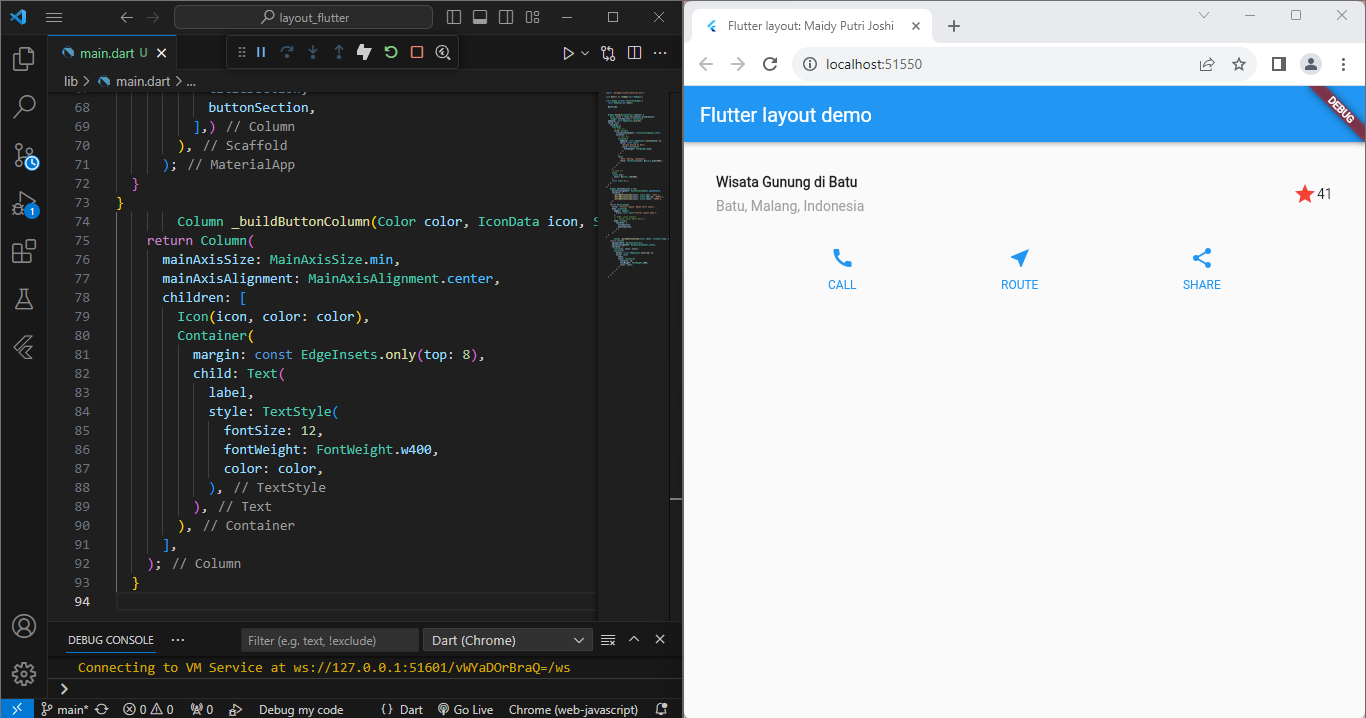 layout_flutter
main.dart U
lib > main.dart > ...
68 buttonSection,
69 ],) // Column
70 ), // Scaffold
71 ); // MaterialApp
72 }
73 }
74 Column _buildButtonColumn(Color color, IconData icon, S
75 return Column(
76 mainAxisSize: MainAxisSize.min,
77 mainAxisAlignment: MainAxisAlignment.center,
78 children: [
79 Icon(icon, color: color),
80 Container(
81 margin: const EdgeInsets.only(top: 8),
82 child: Text(
83 label,
84 style: TextStyle(
85 fontSize: 12,
86 fontWeight: FontWeight.w400,
87 color: color,
88 ), // TextStyle
89 ), // Text
90 ), // Container
91 ],
92 ); // Column
93 }
94
1
DEBUG CONSOLE
Filter (e.g. text, !exclude)
Dart (Chrome)
Connecting to VM Service at ws://127.0.0.1:51601/vWYaDOrBraQ=/ws
main* 0 0 0 Debug my code {} Dart Go Live Chrome (web-javascript)
Flutter layout: Maidy Putri Joshi
localhost:51550
Flutter layout demo
DEBUG
Wisata Gunung di Batu
Batu, Malang, Indonesia
41
CALL ROUTE SHARE